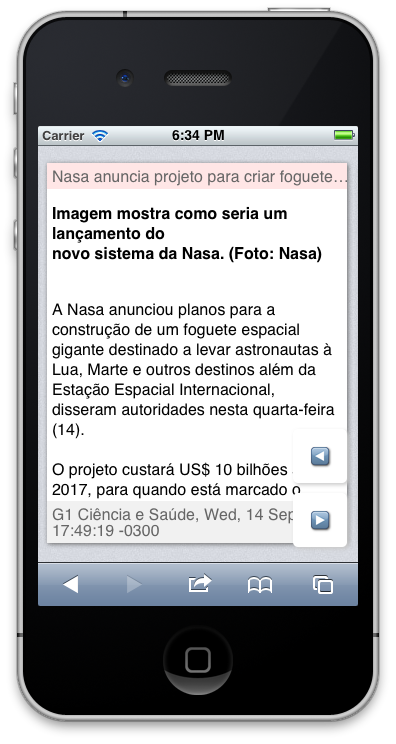 Carrier 6:34 PM
Nasa anuncia projeto para criar foguete…
Imagem mostra como seria um
lançamento do
novo sistema da Nasa. (Foto: Nasa)
A Nasa anunciou planos para a
construção de um foguete espacial
gigante destinado a levar astronautas à
Lua, Marte e outros destinos além da
Estação Espacial Internacional,
disseram autoridades nesta quarta-feira
(14).
O projeto custará US$ 10 bilhões
2017, para quando está marcado o
G1 Ciência e Saúde, Wed, 14 Sep
17:49:19 -0300